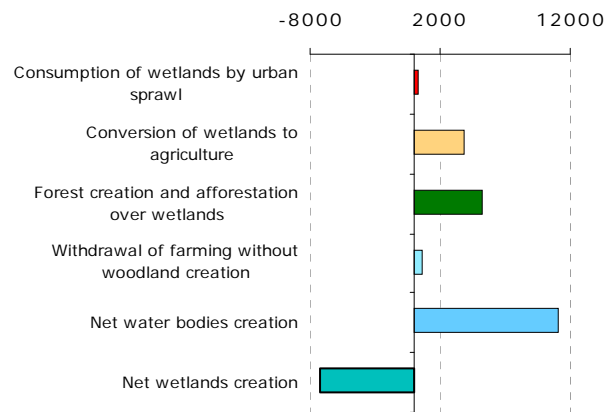 -8000 2000 12000
Consumption of wetlands by urban
sprawl
Conversion of wetlands to
agriculture
Forest creation and afforestation
over wetlands
Withdrawal of farming without
woodland creation
Net water bodies creation
Net wetlands creation